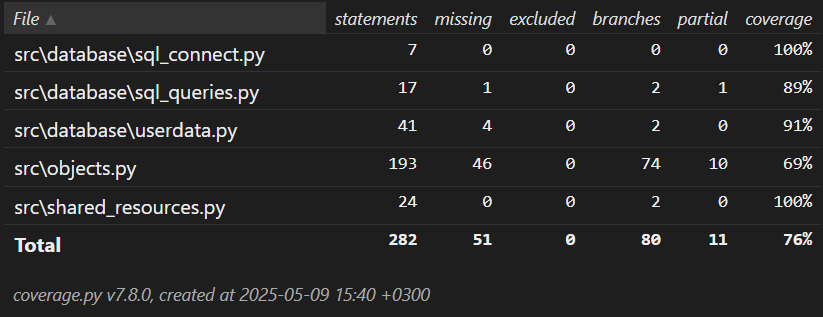 File ▲ statements missing excluded branches partial coverage
src\database\sql_connect.py 7 0 0 0 0 100%
src\database\sql_queries.py 17 1 0 2 1 89%
src\database\userdata.py 41 4 0 2 0 91%
src\objects.py 193 46 0 74 10 69%
src\shared_resources.py 24 0 0 2 0 100%
Total 282 51 0 80 11 76%
coverage.py v7.8.0, created at 2025-05-09 15:40 +0300